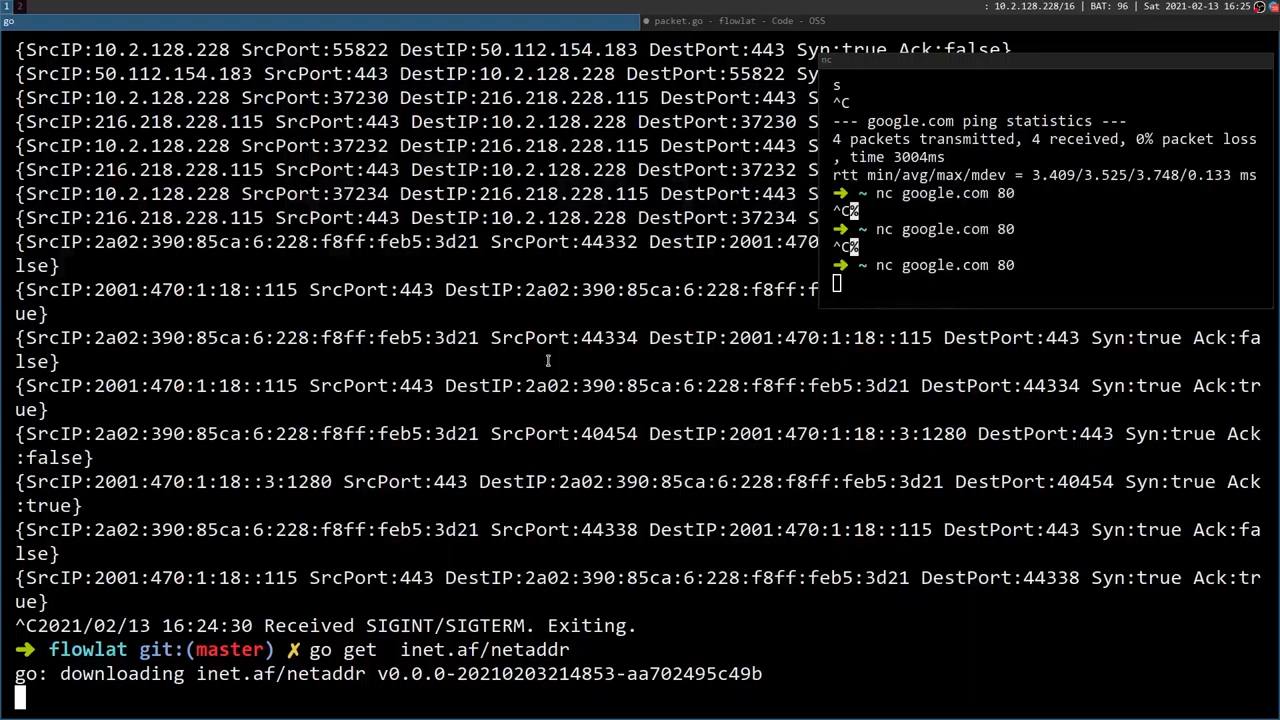 1 2
: 10.2.128.228/16 | BAT: 96 | Sat 2021-02-13 16:25
go
packet.go - flowlat - Code - OSS
{SrcIP:10.2.128.228 SrcPort:55822 DestIP:50.112.154.183 DestPort:443 Syn:true Ack:false}
{SrcIP:50.112.154.183 SrcPort:443 DestIP:10.2.128.228 DestPort:55822 Sy
{SrcIP:10.2.128.228 SrcPort:37230 DestIP:216.218.228.115 DestPort:443 S
{SrcIP:216.218.228.115 SrcPort:443 DestIP:10.2.128.228 DestPort:37230 S
{SrcIP:10.2.128.228 SrcPort:37232 DestIP:216.218.228.115 DestPort:443 S
{SrcIP:216.218.228.115 SrcPort:443 DestIP:10.2.128.228 DestPort:37232 S
{SrcIP:10.2.128.228 SrcPort:37234 DestIP:216.218.228.115 DestPort:443 S
{SrcIP:216.218.228.115 SrcPort:443 DestIP:10.2.128.228 DestPort:37234 S
{SrcIP:2a02:390:85ca:6:228:f8ff:feb5:3d21 SrcPort:44332 DestIP:2001:470
lse}
{SrcIP:2001:470:1:18::115 SrcPort:443 DestIP:2a02:390:85ca:6:228:f8ff:f
ue}
{SrcIP:2a02:390:85ca:6:228:f8ff:feb5:3d21 SrcPort:44334 DestIP:2001:470:1:18::115 DestPort:443 Syn:true Ack:fa
lse}
{SrcIP:2001:470:1:18::115 SrcPort:443 DestIP:2a02:390:85ca:6:228:f8ff:feb5:3d21 DestPort:44334 Syn:true Ack:tr
ue}
{SrcIP:2a02:390:85ca:6:228:f8ff:feb5:3d21 SrcPort:40454 DestIP:2001:470:1:18::3:1280 DestPort:443 Syn:true Ack
:false}
{SrcIP:2001:470:1:18::3:1280 SrcPort:443 DestIP:2a02:390:85ca:6:228:f8ff:feb5:3d21 DestPort:40454 Syn:true Ack
:true}
{SrcIP:2a02:390:85ca:6:228:f8ff:feb5:3d21 SrcPort:44338 DestIP:2001:470:1:18::115 DestPort:443 Syn:true Ack:fa
lse}
{SrcIP:2001:470:1:18::115 SrcPort:443 DestIP:2a02:390:85ca:6:228:f8ff:feb5:3d21 DestPort:44338 Syn:true Ack:tr
ue}
^C2021/02/13 16:24:30 Received SIGINT/SIGTERM. Exiting.
➜ flowlat git:(master) ✗ go get  inet.af/netaddr
go: downloading inet.af/netaddr v0.0.0-20210203214853-aa702495c49b
nc
s
^C
--- google.com ping statistics ---
4 packets transmitted, 4 received, 0% packet loss
, time 3004ms
rtt min/avg/max/mdev = 3.409/3.525/3.748/0.133 ms
➜ ~ nc google.com 80
^C%
➜ ~ nc google.com 80
^C%
➜ ~ nc google.com 80